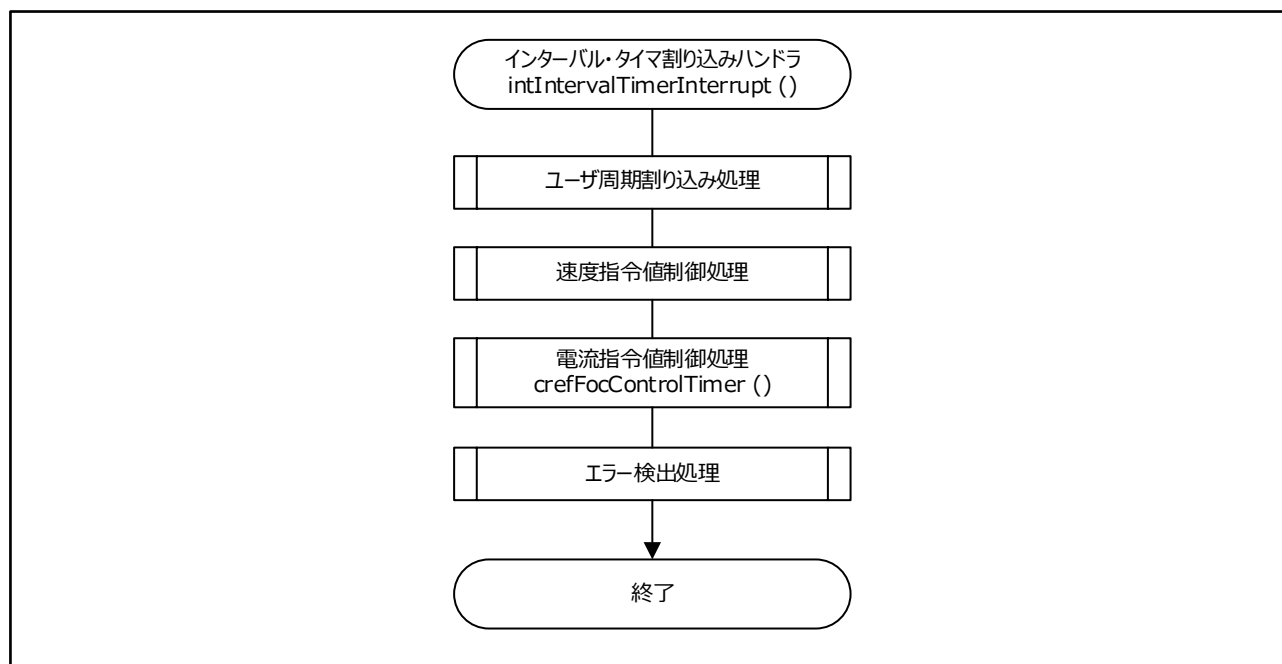 インターバル・タイマ割り込みハンドラ
intIntervalTimerInterrupt ()
ユーザ周期割り込み処理
速度指令値制御処理
電流指令値制御処理
crefFocControlTimer ()
エラー検出処理
終了